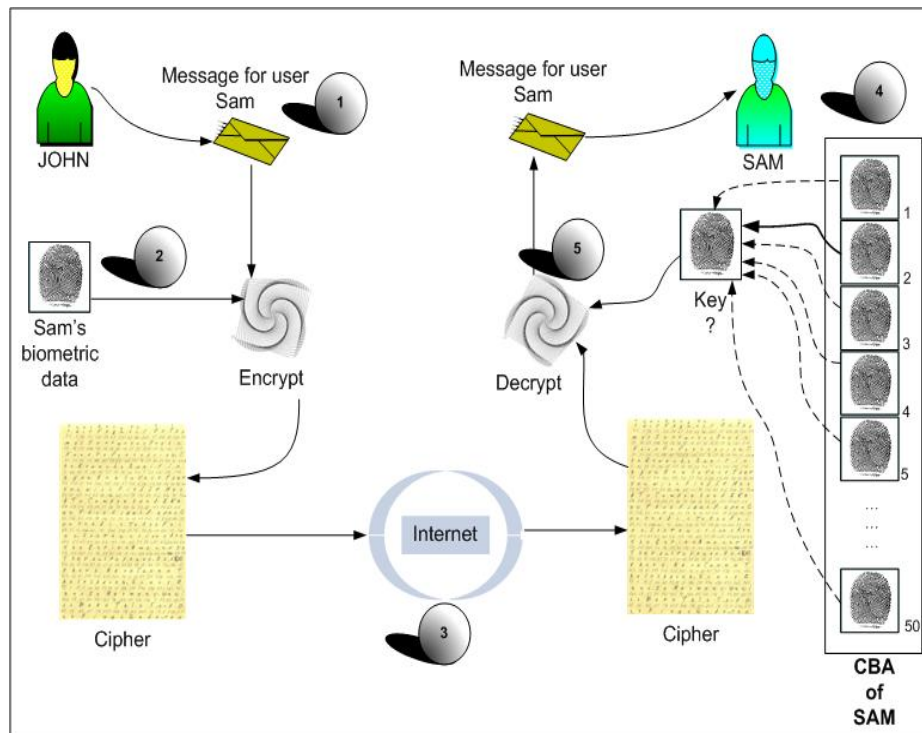 JOHN
Message for user
Sam
1
2
Sam's
biometric
data
Encrypt
Cipher
Internet
3
Cipher
Decrypt
5
Message for user
Sam
SAM
4
Key
?
1
2
3
4
5
...
...
...
50
CBA
of
SAM